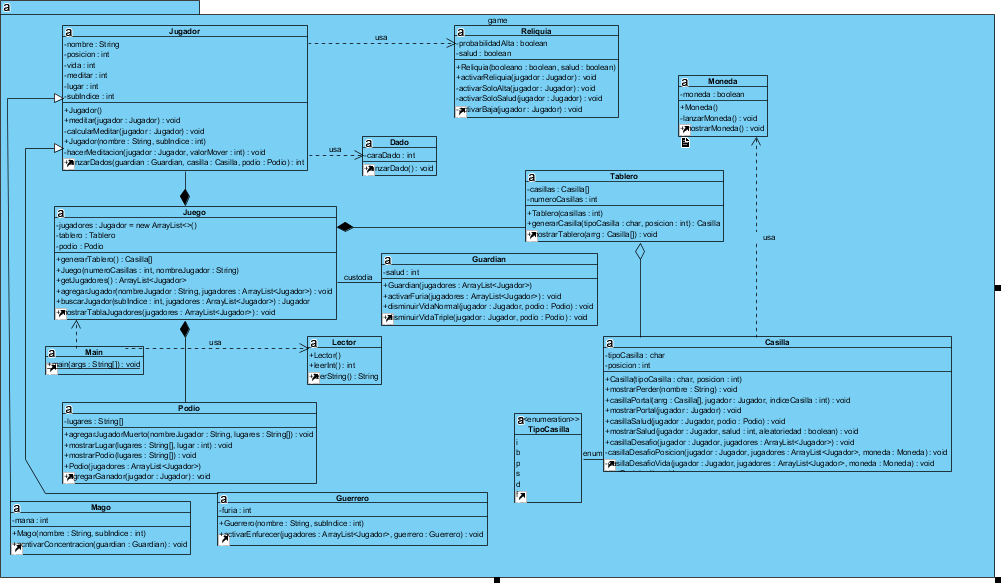 a
game
a
Jugador
-nombre : String
-posicion : int
-vida : int
-meditar : int
-lugar : int
-subIndice : int
+Jugador()
+meditar(jugador : Jugador) : void
-calcularMeditar(jugador : Jugador) : void
+Jugador(nombre : String, subIndice : int)
-hacerMeditacion(jugador : Jugador, valorMover : int) : void
nzarDados(guardian : Guardian, casilla : Casilla, podio : Podio) : int
usa
a
Reliquia
-probabilidadAlta : boolean
-salud : boolean
+Reliquia(booleano : boolean, salud : boolean)
+activarReliquia(jugador : Jugador) : void
-activarSoloAlta(jugador : Jugador) : void
-activarSoloSalud(jugador : Jugador) : void
ctivarBaja(jugador : Jugador) : void
a
Moneda
-moneda : boolean
+Moneda()
-lanzarMoneda() : void
ostrarMoneda() : void
usa
a
Dado
-caraDado : int
nzarDado() : void
a
Tablero
-casillas : Casilla[]
-numeroCasillas : int
+Tablero(casillas : int)
+generarCasilla(tipoCasilla : char, posicion : int) : Casilla
ostrarTablero(arrg : Casilla[]) : void
a
Juego
-jugadores : Jugador = new ArrayList<>()
-tablero : Tablero
-podio : Podio
+generarTablero() : Casilla[]
+Juego(numeroCasillas : int, nombreJugador : String)
+getJugadores() : ArrayList<Jugador>
+agregarJugador(nombreJugador : String, jugadores : ArrayList<Jugador>) : void
+buscarJugador(subIndice : int, jugadores : ArrayList<Jugador>) : Jugador
ostrarTablaJugadores(jugadores : ArrayList<Jugador>) : void
custodia
a
Guardian
-salud : int
+Guardian(jugadores : ArrayList<Jugador>)
+activarFuria(jugadores : ArrayList<Jugador>) : void
+disminuirVidaNormal(jugador : Jugador, podio : Podio) : void
sminuirVidaTriple(jugador : Jugador, podio : Podio) : void
usa
a
Main
main(args : String[]) : void
usa
a
Lector
+Lector()
+leerInt() : int
eerString() : String
a
Casilla
-tipoCasilla : char
-posicion : int
+Casilla(tipoCasilla : char, posicion : int)
+mostrarPerder(nombre : String) : void
+casillaPortal(arrg : Casilla[], jugador : Jugador, indiceCasilla : int) : void
+mostrarPortal(jugador : Jugador) : void
+casillaSalud(jugador : Jugador, podio : Podio) : void
+mostrarSalud(jugador : Jugador, salud : int, aleatoriedad : boolean) : void
+casillaDesafio(jugador : Jugador, jugadores : ArrayList<Jugador>) : void
-casillaDesafioPosicion(jugador : Jugador, jugadores : ArrayList<Jugador>, moneda : Moneda) : void
asillaDesafioVida(jugador : Jugador, jugadores : ArrayList<Jugador>, moneda : Moneda) : void
a
Podio
-lugares : String[]
+agregarJugadorMuerto(nombreJugador : String, lugares : String[]) : void
+mostrarLugar(lugares : String[], lugar : int) : void
+mostrarPodio(lugares : String[]) : void
+Podio(jugadores : ArrayList<Jugador>)
gregarGanador(jugador : Jugador) : void
a
<enumeration>>
TipoCasilla
i
b
p
s
d
enum
a
Mago
-mana : int
+Mago(nombre : String, subIndice : int)
ctivarConcentracion(guardian : Guardian) : void
a
Guerrero
-furia : int
+Guerrero(nombre : String, subIndice : int)
activarEnfurecer(jugadores : ArrayList<Jugador>, guerrero : Guerrero) : void